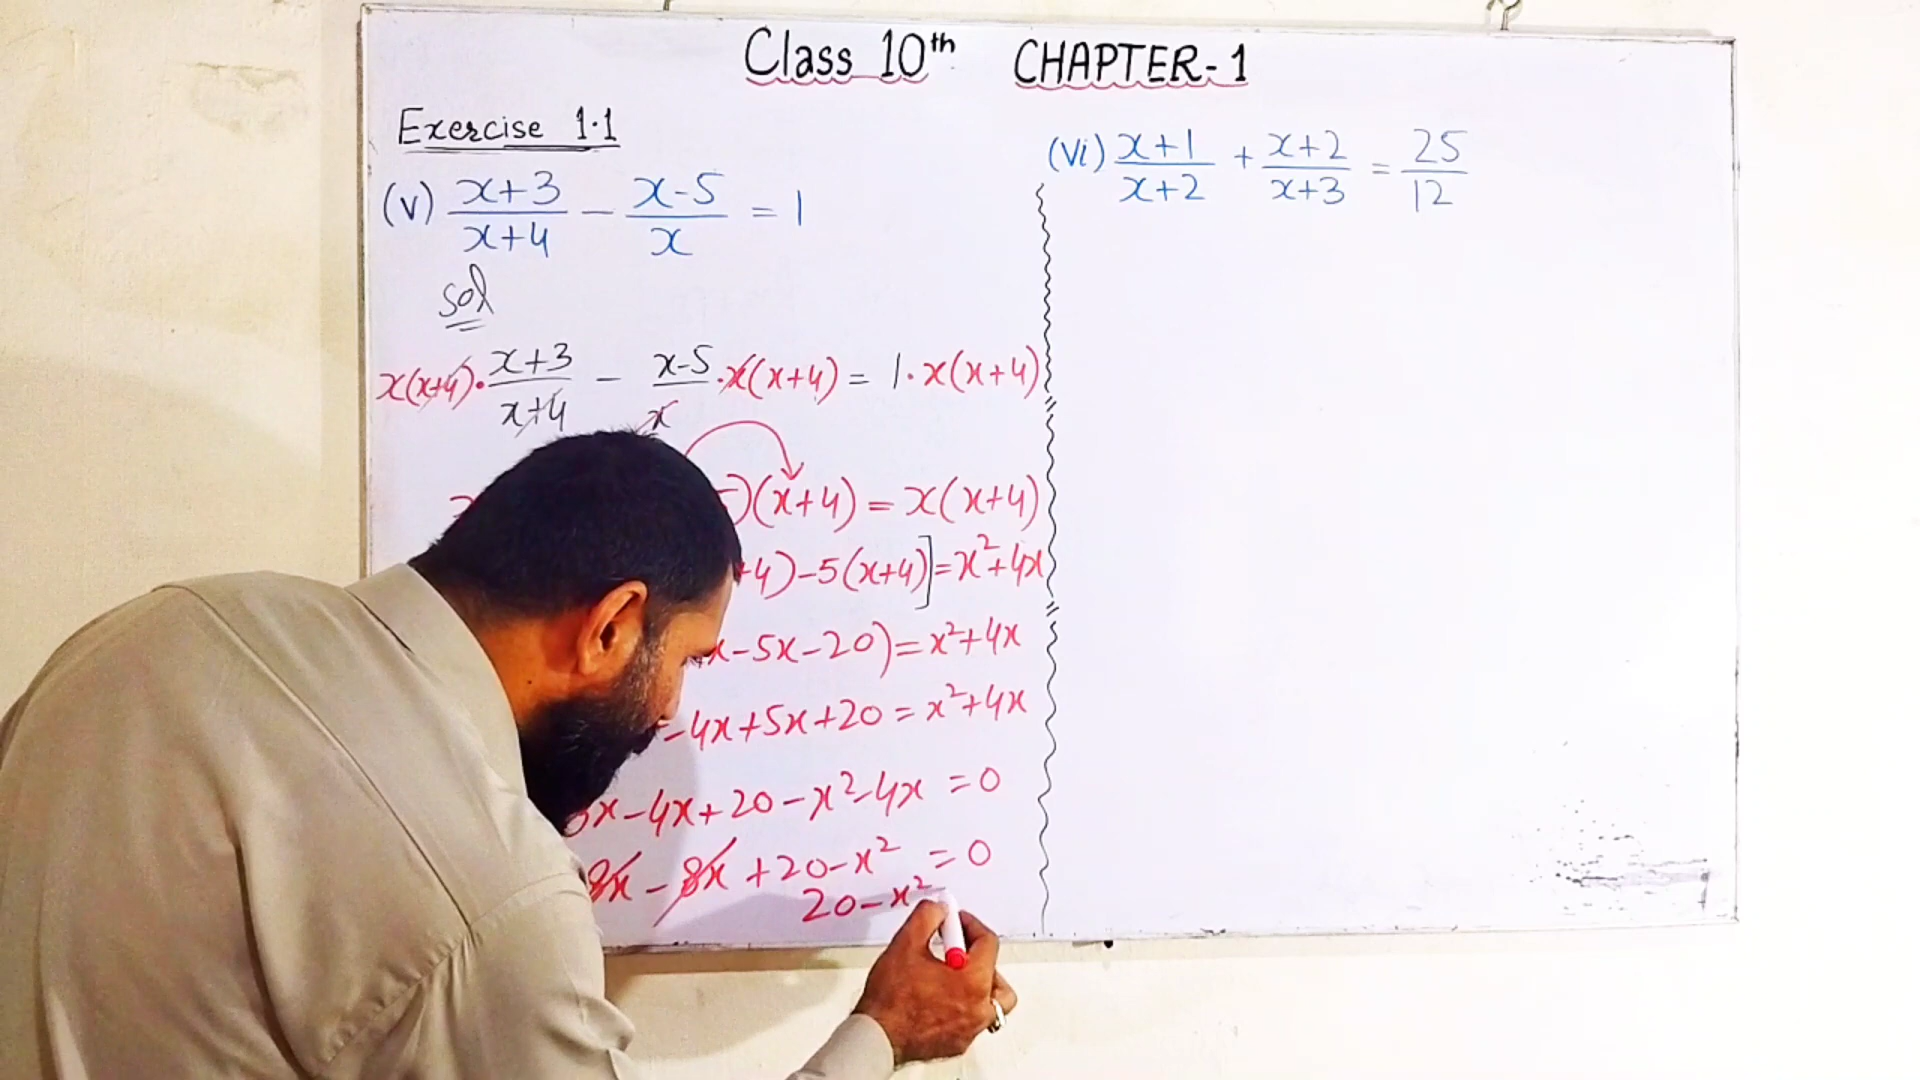 Class 10th CHAPTER-1
Exercise 1.1
(v) (x+3)/(x+4) - (x-5)/x = 1
sol
x(x+4)·(x+3)/(x+4) - (x-5)/x ·x(x+4) = 1·x(x+4)
)(x+4) = x(x+4)
+4)-5(x+4)]=x²+4x
x-5x-20)=x²+4x
-4x+5x+20=x²+4x
x-4x+20-x²-4x =0
8x-8x+20-x² =0
20-x²
(vi) (x+1)/(x+2) + (x+2)/(x+3) = 25/12